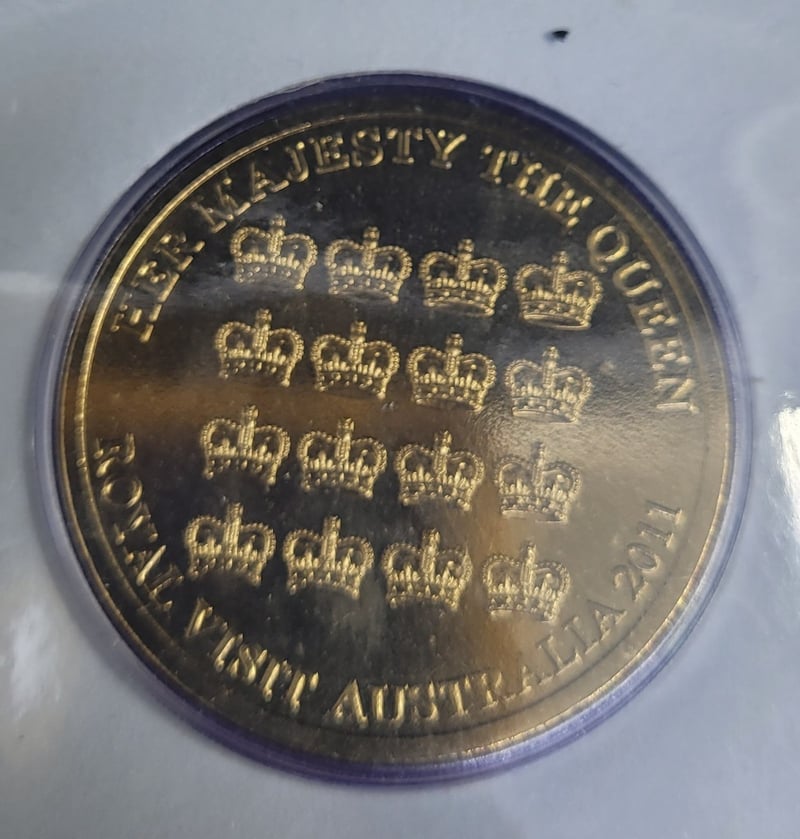 HER MAJESTY THE QUEEN
ROYAL VISIT AUSTRALIA 2011